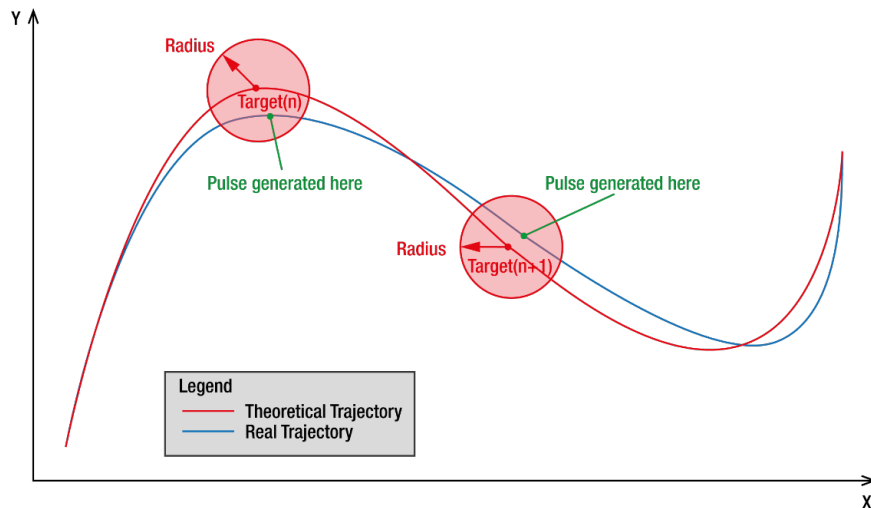 Y
Radius
Target(n)
Pulse generated here
Pulse generated here
Radius
Target(n+1)
Legend
Theoretical Trajectory
Real Trajectory
X